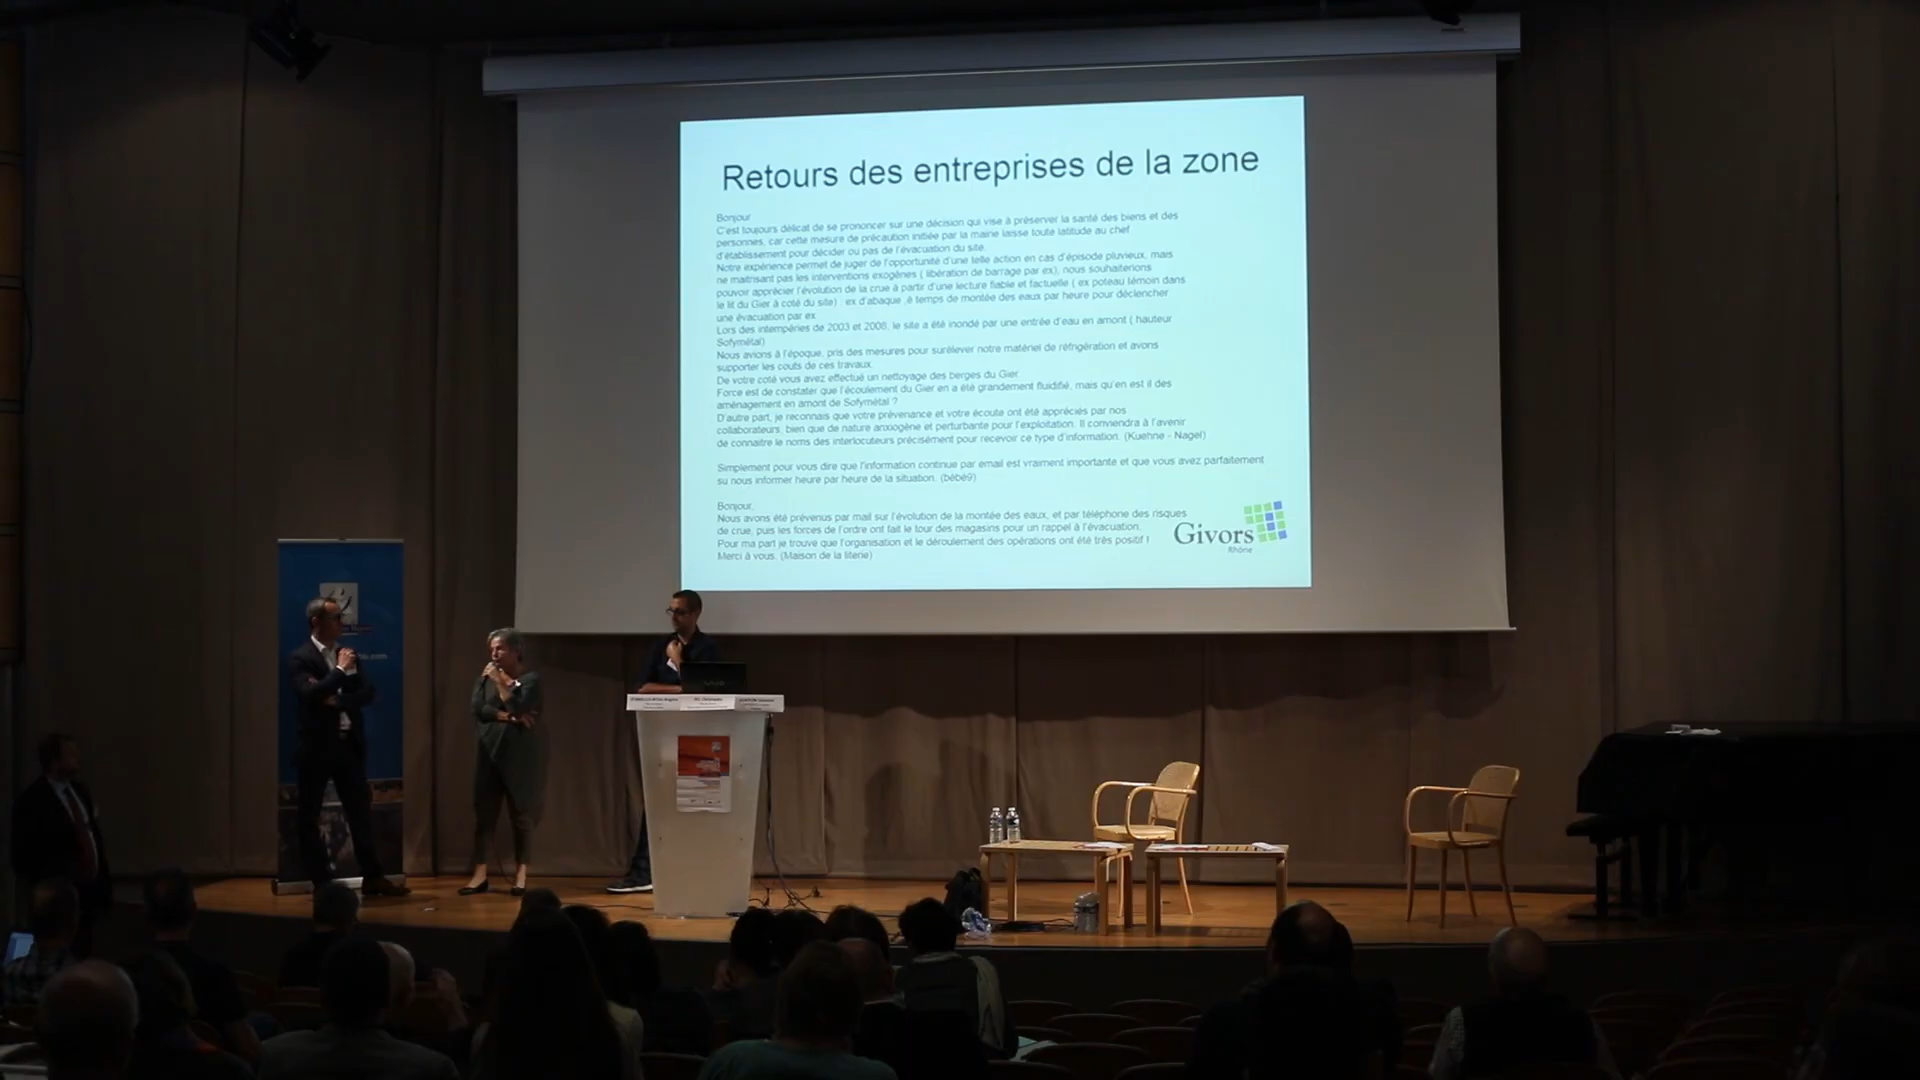 Retours des entreprises de la zone
Bonjour
C'est toujours délicat de se prononcer sur une décision qui vise à préserver la santé des biens et des
personnes, car cette mesure de précaution initiée par la mairie laisse toute latitude au chef
d'établissement pour décider ou pas de l'évacuation du site.
Notre expérience permet de juger de l'opportunité d'une telle action en cas d'épisode pluvieux, mais
ne maitrisant pas les interventions exogènes ( libération de barrage par ex), nous souhaiterions
pouvoir apprécier l'évolution de la crue à partir d'une lecture fiable et factuelle ( ex poteau témoin dans
le lit du Gier à coté du site) : ex d'abaque ,è temps de montée des eaux par heure pour déclencher
une évacuation par ex
Lors des intempéries de 2003 et 2008, le site a été inondé par une entrée d'eau en amont ( hauteur
Sofymétal)
Nous avions à l'époque, pris des mesures pour surélever notre matériel de réfrigération et avons
supporter les couts de ces travaux.
De votre coté vous avez effectué un nettoyage des berges du Gier
Force est de constater que l'écoulement du Gier en a été grandement fluidifié, mais qu'en est il des
aménagement en amont de Sofymétal ?
D'autre part, je reconnais que votre prévenance et votre écoute ont été appréciés par nos
collaborateurs, bien que de nature anxiogène et perturbante pour l'exploitation. Il conviendra à l'avenir
de connaitre le noms des interlocuteurs précisément pour recevoir ce type d'information. (Kuehne - Nagel)
Simplement pour vous dire que l'information continue par email est vraiment importante et que vous avez parfaitement
su nous informer heure par heure de la situation. (bébé9)
Bonjour,
Nous avons été prévenus par mail sur l'évolution de la montée des eaux, et par téléphone des risques
de crue, puis les forces de l'ordre ont fait le tour des magasins pour un rappel à l'évacuation.
Pour ma part je trouve que l'organisation et le déroulement des opérations ont été très positif !
Merci à vous. (Maison de la literie)
Givors
Rhône